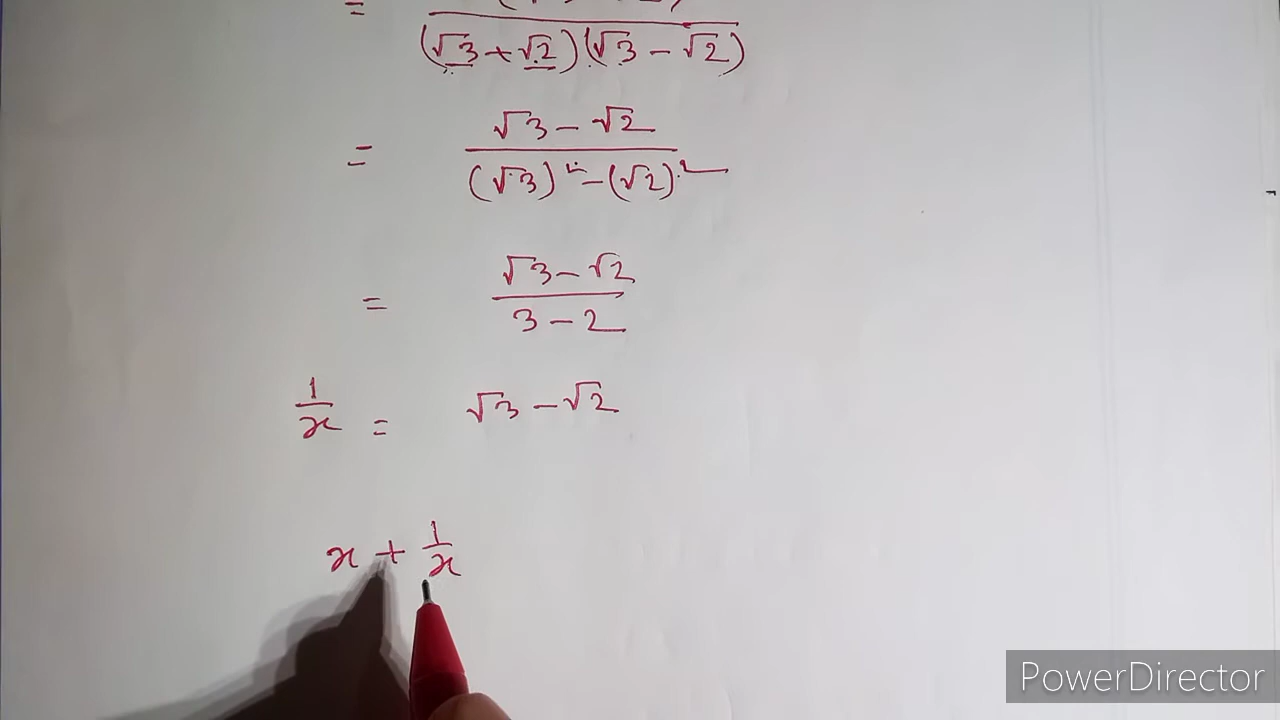 =
(√3+√2)(√3-√2)
= √3-√2
(√3)²-(√2)²
= √3-√2
3-2
1/x = √3-√2
x + 1/x
PowerDirector